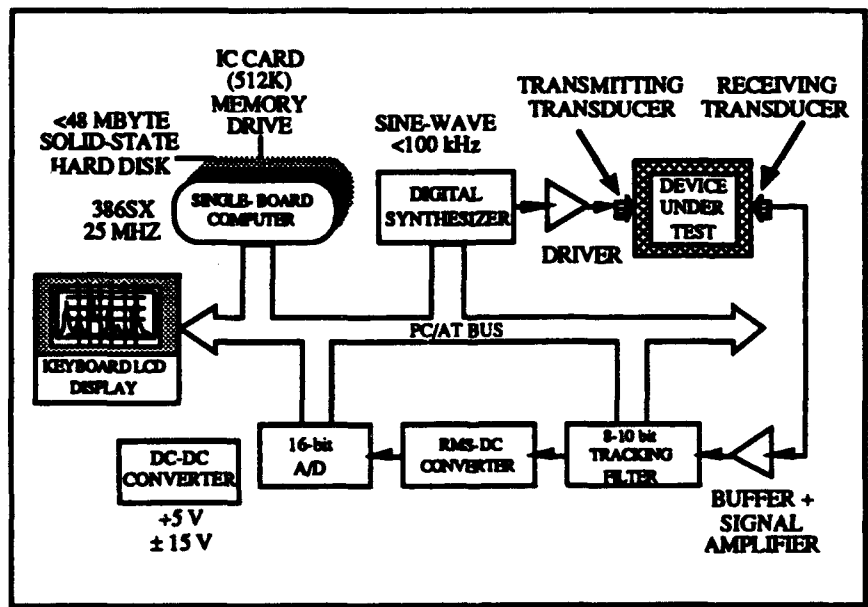 IC CARD
(512K)
MEMORY
DRIVE
<48 MBYTE
SOLID-STATE
HARD DISK
386SX
25 MHZ
SINGLE- BOARD
COMPUTER
SINE-WAVE
<100 kHz
DIGITAL
SYNTHESIZER
DRIVER
TRANSMITTING
TRANSDUCER
RECEIVING
TRANSDUCER
DEVICE
UNDER
TEST
PC/AT BUS
KEYBOARD LCD
DISPLAY
DC-DC
CONVERTER
+5 V
± 15 V
16-bit
A/D
RMS-DC
CONVERTER
8-10 bit
TRACKING
FILTER
BUFFER +
SIGNAL
AMPLIFIER